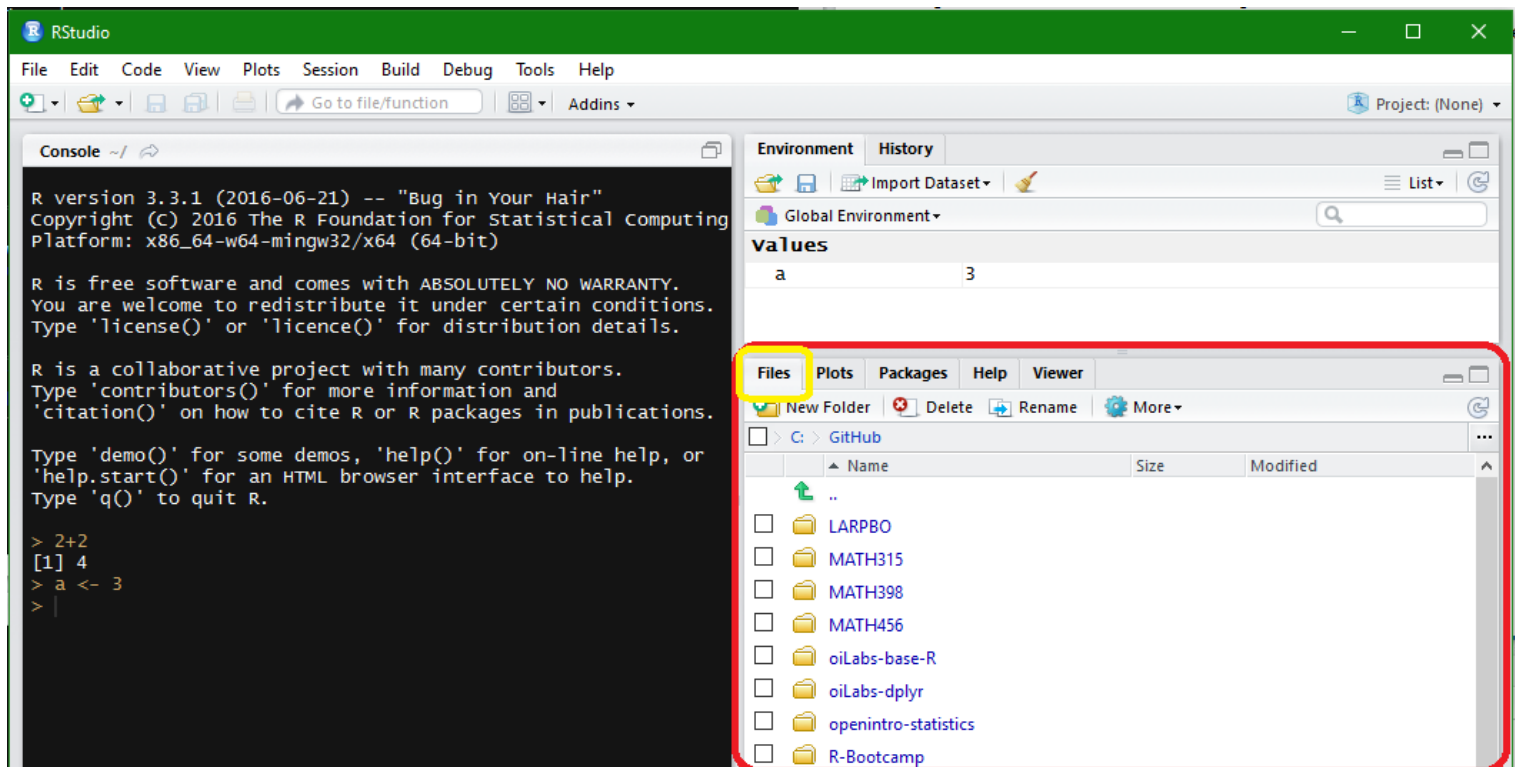 RStudio
File Edit Code View Plots Session Build Debug Tools Help
Go to file/function Addins Project: (None)
Console ~/
R version 3.3.1 (2016-06-21) -- "Bug in Your Hair"
Copyright (C) 2016 The R Foundation for Statistical Computing
Platform: x86_64-w64-mingw32/x64 (64-bit)
R is free software and comes with ABSOLUTELY NO WARRANTY.
You are welcome to redistribute it under certain conditions.
Type 'license()' or 'licence()' for distribution details.
R is a collaborative project with many contributors.
Type 'contributors()' for more information and
'citation()' on how to cite R or R packages in publications.
Type 'demo()' for some demos, 'help()' for on-line help, or
'help.start()' for an HTML browser interface to help.
Type 'q()' to quit R.
> 2+2
[1] 4
> a <- 3
>
Environment History
Import Dataset List
Global Environment
Values
a 3
Files Plots Packages Help Viewer
New Folder Delete Rename More
C: > GitHub
Name Size Modified
..
LARPBO
MATH315
MATH398
MATH456
oiLabs-base-R
oiLabs-dplyr
openintro-statistics
R-Bootcamp